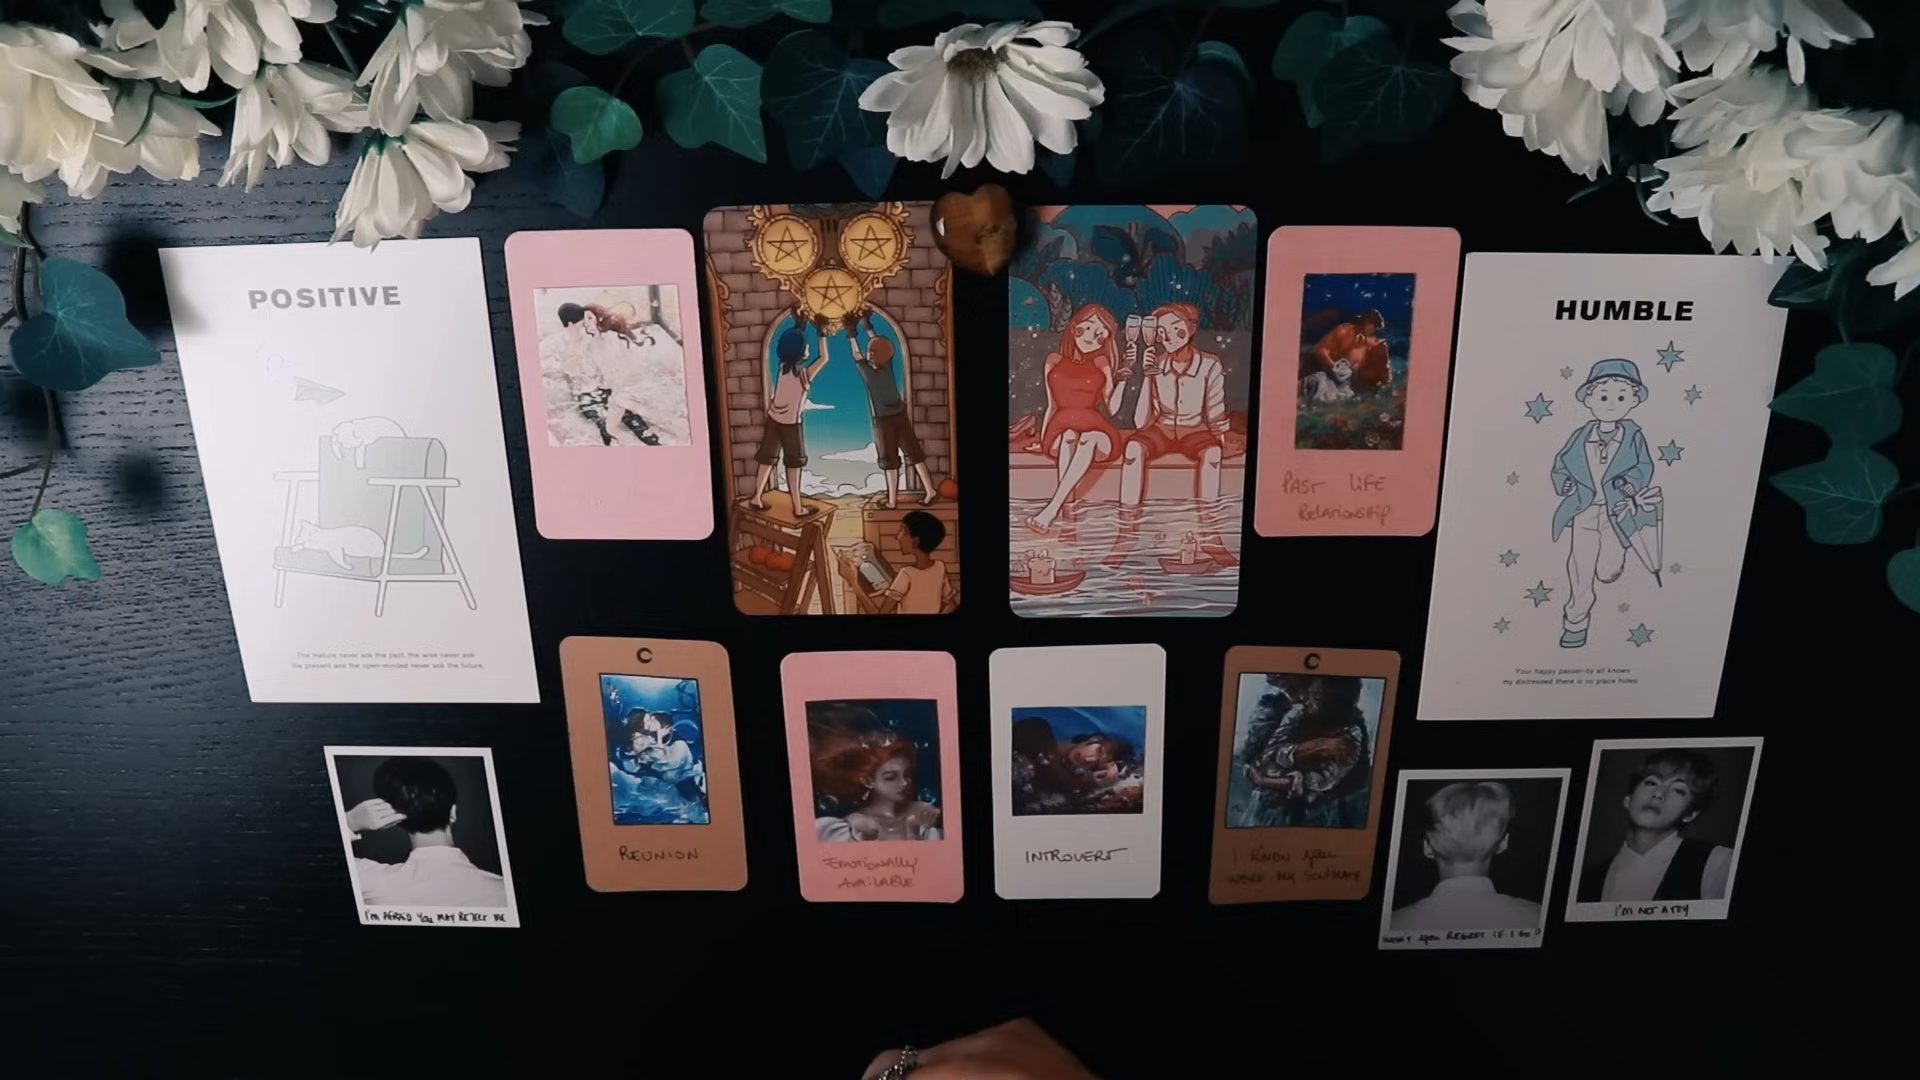 POSITIVE
The mature never ask the past, the wise never ask
the present and the open-minded never ask the future.
PAST LIFE
RELATIONSHIP
HUMBLE
Your happy passer-by all knows
my distressed there is no place hides
REUNION
EMOTIONALLY
AVAILABLE
INTROVERT
I KNEW you
WERE MY SOULMATE
I'M AFRAID YOU MAY REJECT ME
WON'T you REGRET IF I GO?
I'M NOT A TOY